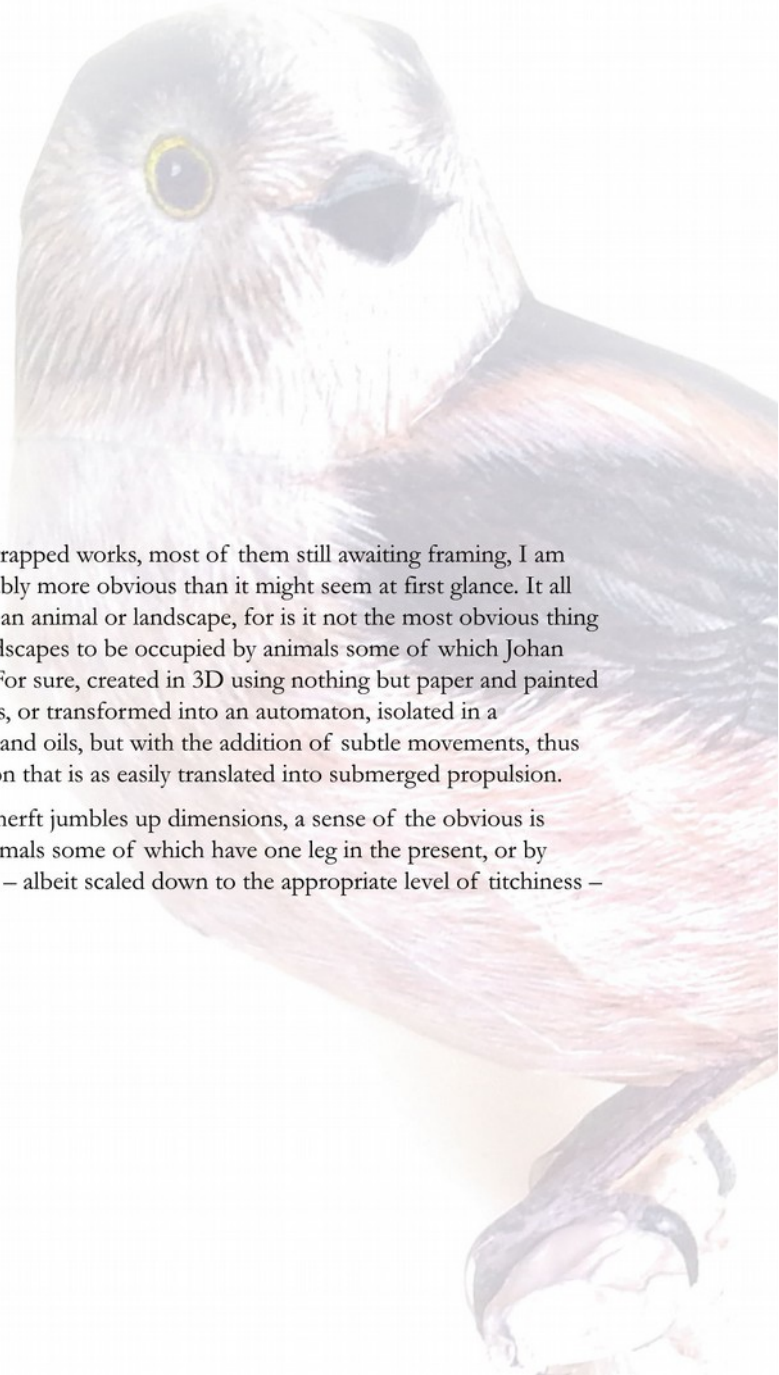 rapped works, most of them still awaiting framing, I am
bly more obvious than it might seem at first glance. It all
an animal or landscape, for is it not the most obvious thing
dscapes to be occupied by animals some of which Johan
For sure, created in 3D using nothing but paper and painted
s, or transformed into an automaton, isolated in a
and oils, but with the addition of subtle movements, thus
on that is as easily translated into submerged propulsion.
herft jumbles up dimensions, a sense of the obvious is
mals some of which have one leg in the present, or by
– albeit scaled down to the appropriate level of titchiness –